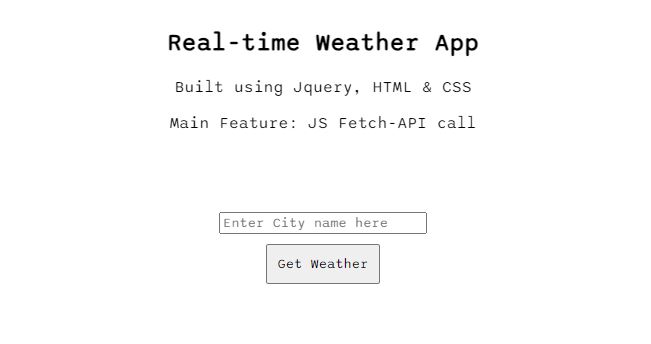 Real-time Weather App
Built using Jquery, HTML & CSS
Main Feature: JS Fetch-API call
Enter City name here
Get Weather